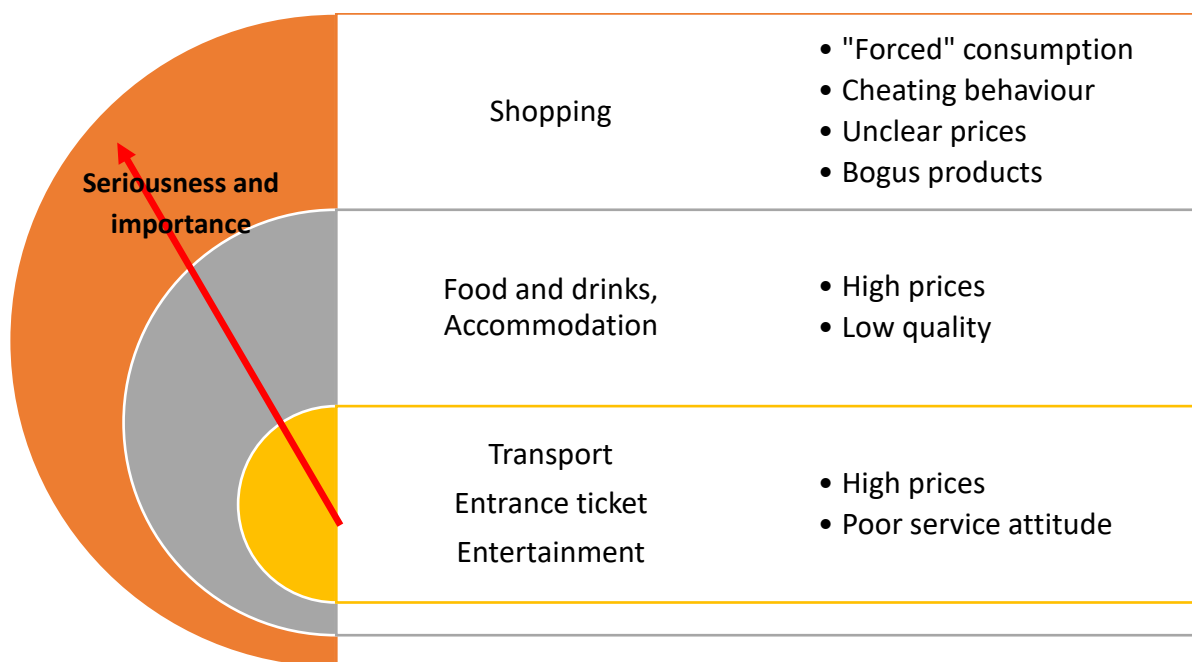 Seriousness and
importance
Shopping
• "Forced" consumption
• Cheating behaviour
• Unclear prices
• Bogus products
Food and drinks,
Accommodation
• High prices
• Low quality
Transport
Entrance ticket
Entertainment
• High prices
• Poor service attitude